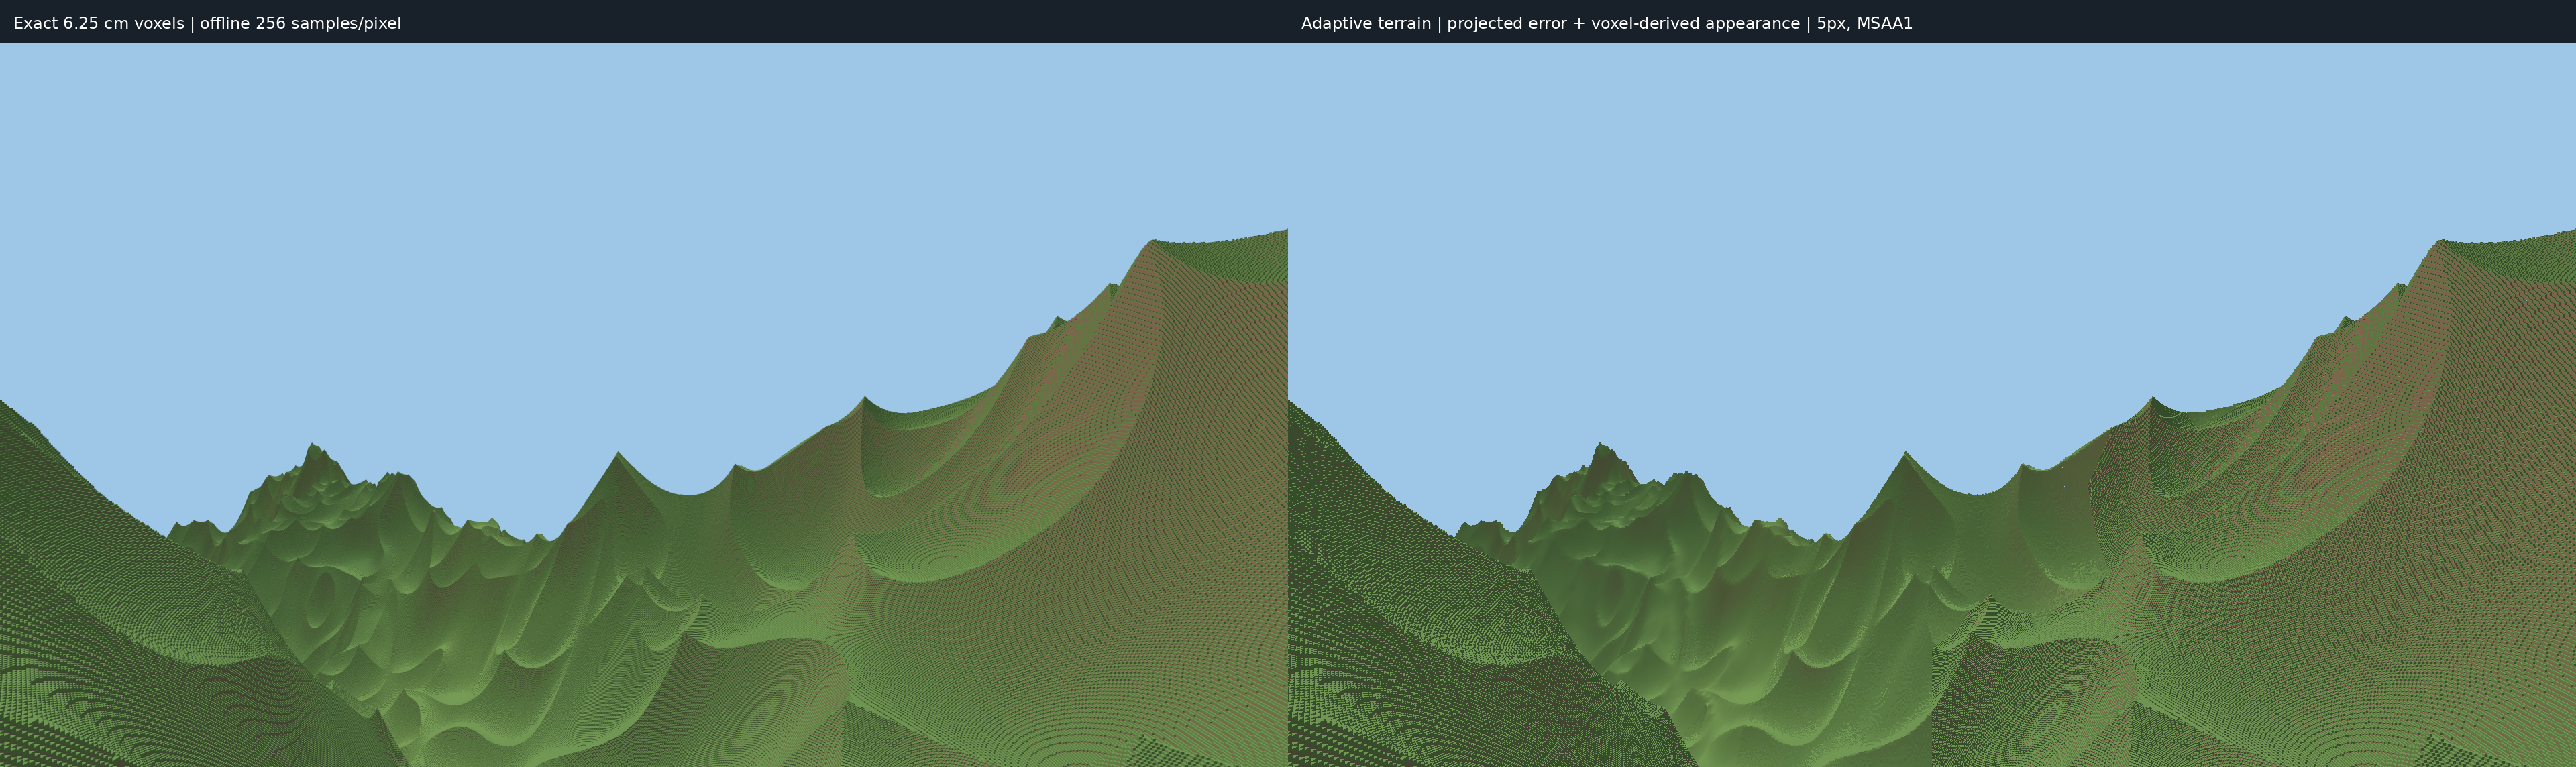 Exact 6.25 cm voxels | offline 256 samples/pixel
Adaptive terrain | projected error + voxel-derived appearance | 5px, MSAA1